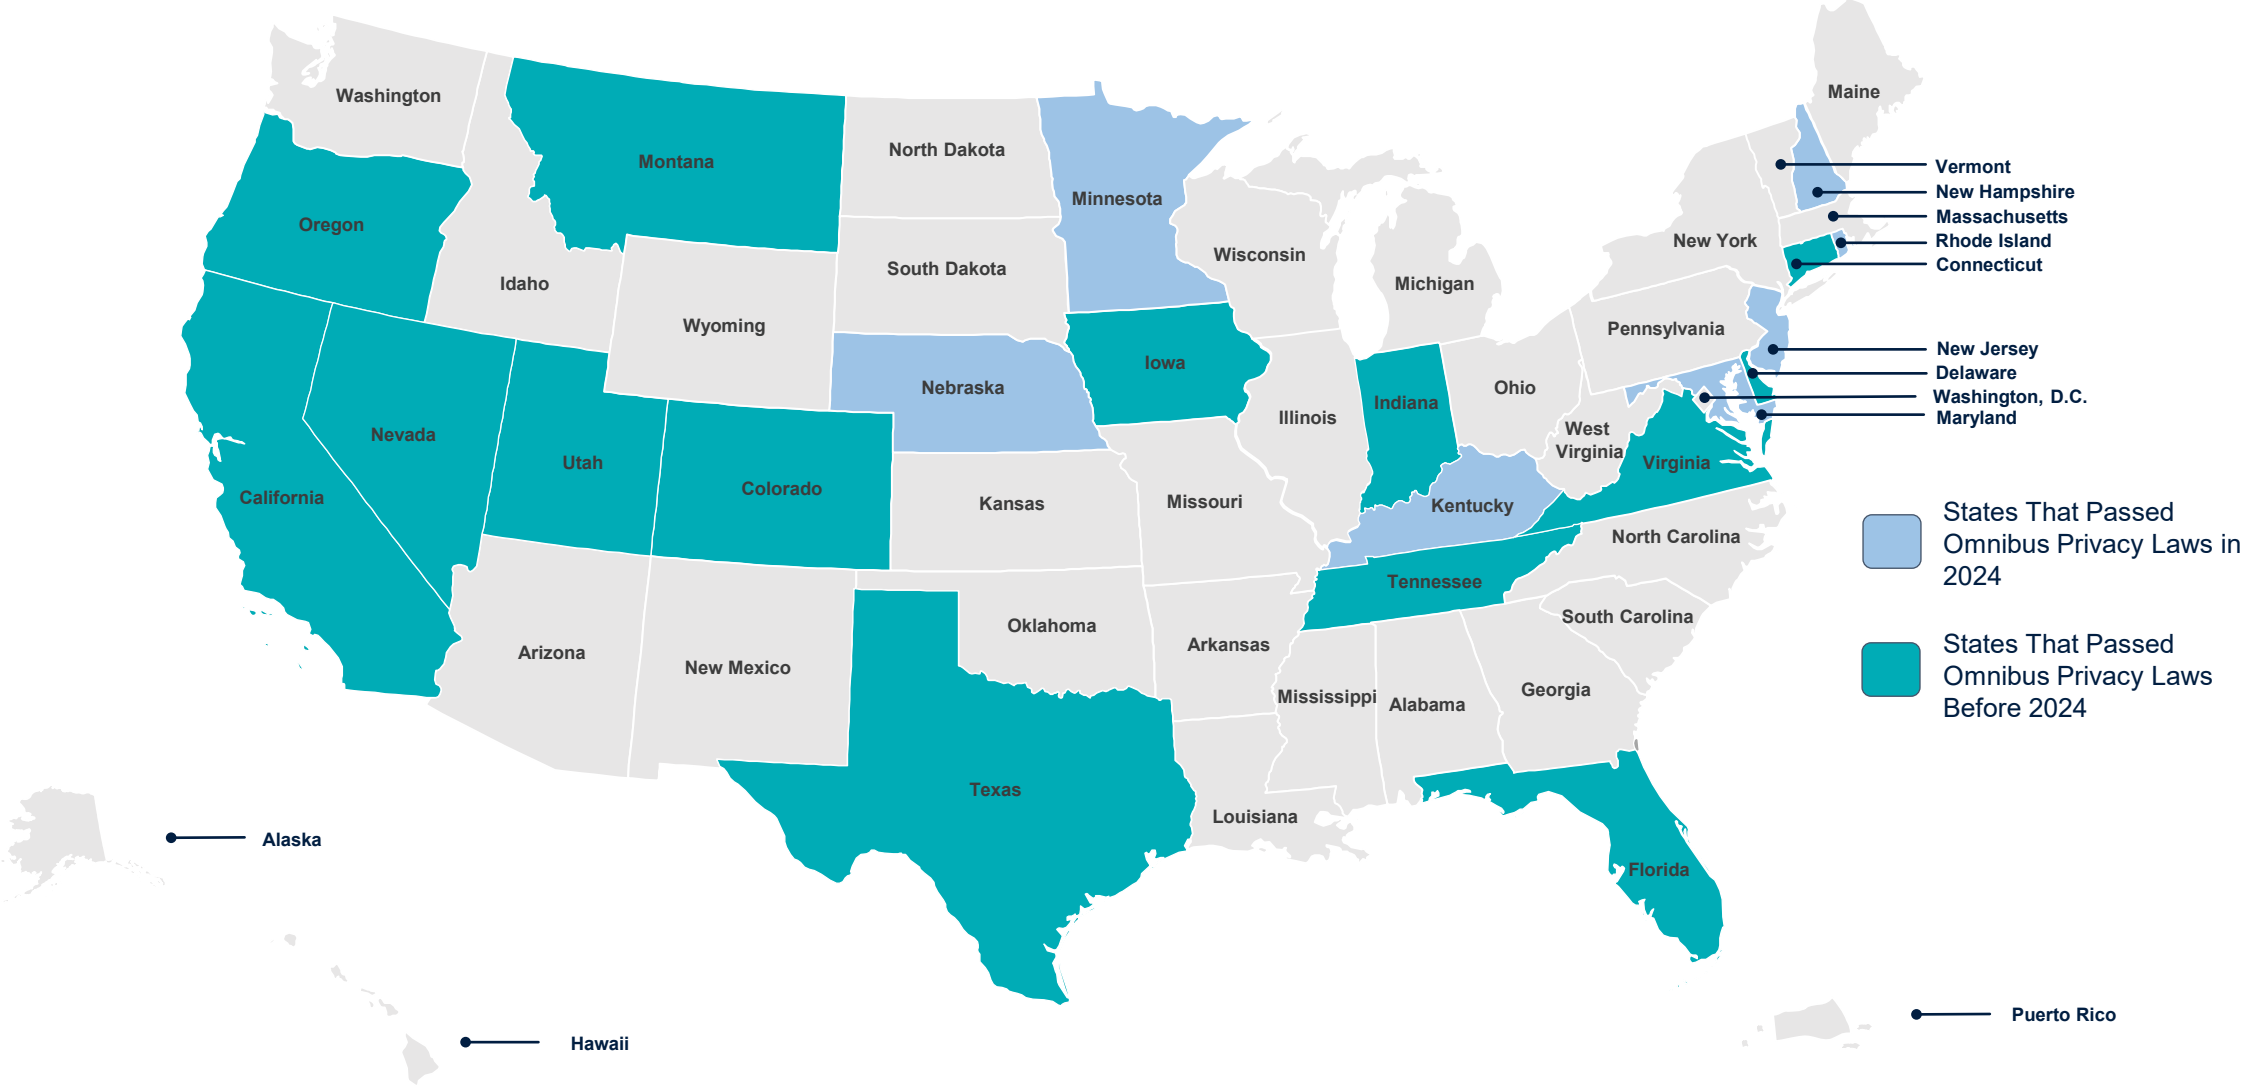 Washington
Montana
North Dakota
Minnesota
Maine
Vermont
New Hampshire
Massachusetts
Rhode Island
Connecticut
Oregon
Idaho
South Dakota
Wisconsin
New York
Michigan
Wyoming
Pennsylvania
New Jersey
Delaware
Washington, D.C.
Maryland
Nebraska
Iowa
Ohio
Indiana
Illinois
Nevada
Utah
West
Virginia
Virginia
California
Colorado
Kansas
Missouri
Kentucky
North Carolina
States That Passed
Omnibus Privacy Laws in
2024
Tennessee
South Carolina
Oklahoma
Arkansas
Arizona
New Mexico
Mississippi
Alabama
Georgia
States That Passed
Omnibus Privacy Laws
Before 2024
Texas
Louisiana
Florida
Alaska
Hawaii
Puerto Rico